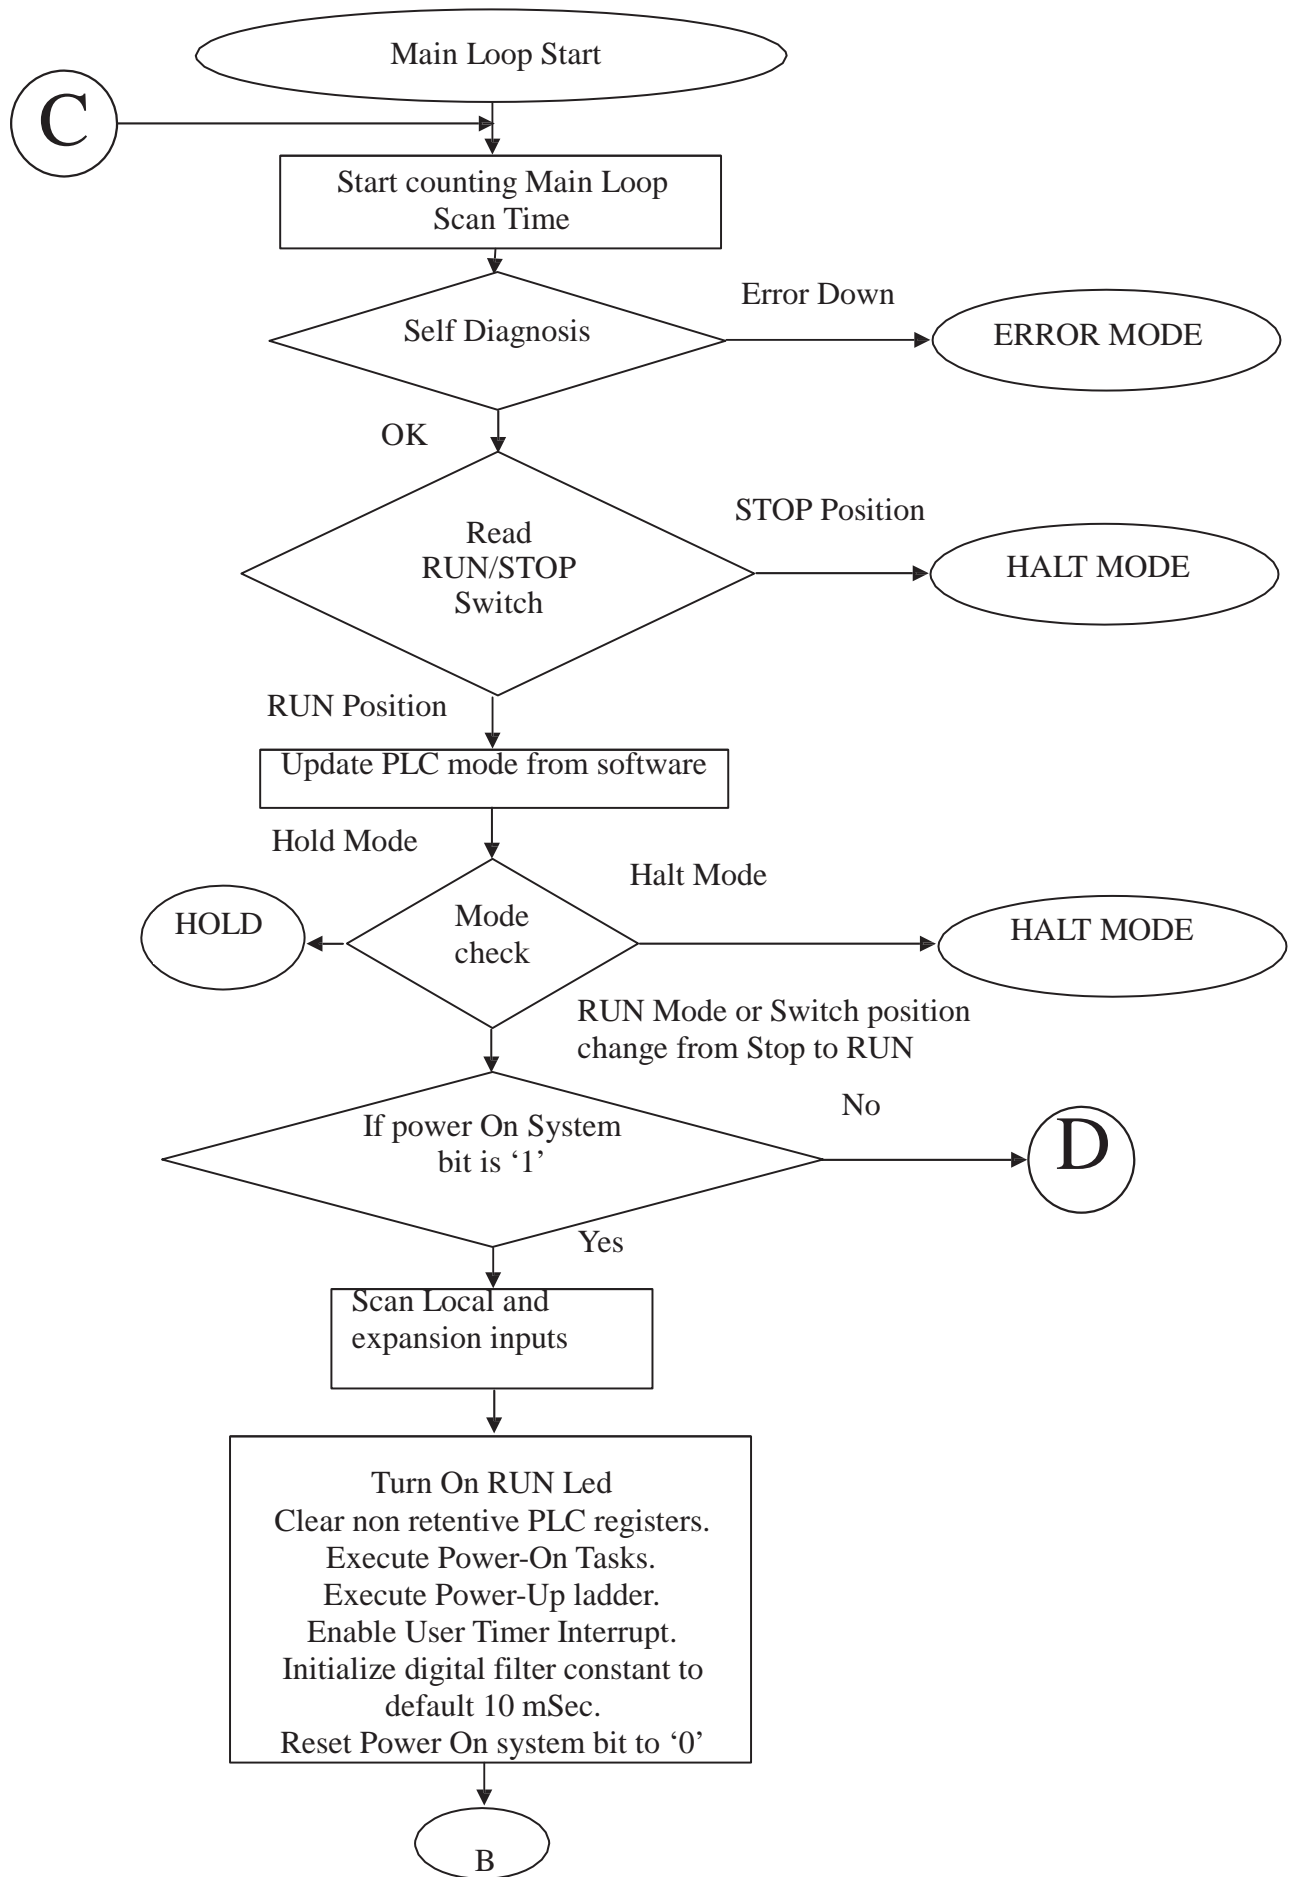 Main Loop Start
C
Start counting Main Loop
Scan Time
Error Down
Self Diagnosis
ERROR MODE
OK
STOP Position
Read
RUN/STOP
Switch
HALT MODE
RUN Position
Update PLC mode from software
Hold Mode
Halt Mode
HOLD
Mode
check
HALT MODE
RUN Mode or Switch position
change from Stop to RUN
No
If power On System
bit is ‘1’
D
Yes
Scan Local and
expansion inputs
Turn On RUN Led
Clear non retentive PLC registers.
Execute Power-On Tasks.
Execute Power-Up ladder.
Enable User Timer Interrupt.
Initialize digital filter constant to
default 10 mSec.
Reset Power On system bit to ‘0’
B